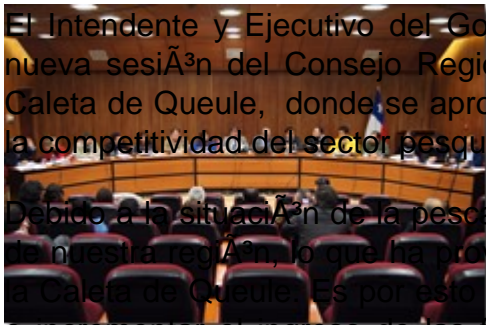 El Intendente y Ejecutivo del Go
nueva sesiÃ³n del Consejo Regi
Caleta de Queule, donde se apro
la competitividad del sector pesqu
Debido a la situaciÃ³n de la pesca
de nuestra regiÃ³n, lo que ha prov
la Caleta de Queule. Es por esto